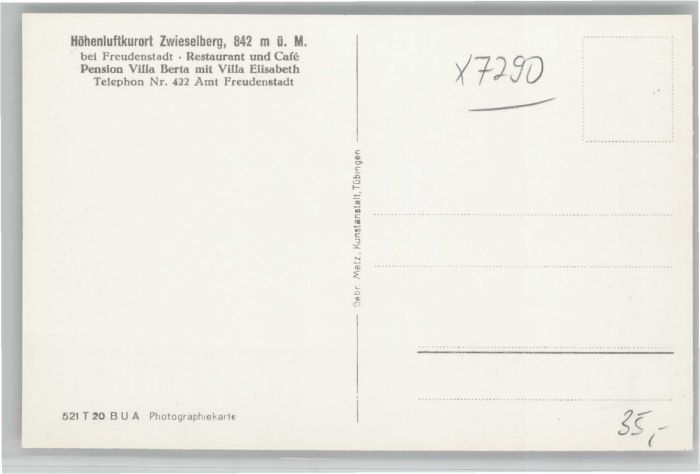 Höhenluftkurort Zwieselberg, 842 m ü. M.
bei Freudenstadt · Restaurant und Café
Pension Villa Berta mit Villa Elisabeth
Telephon Nr. 422 Amt Freudenstadt
x7290
Gebr. Metz, Kunstanstalt, Tübingen
521 T 20 B U A Photographiekarte
35,-